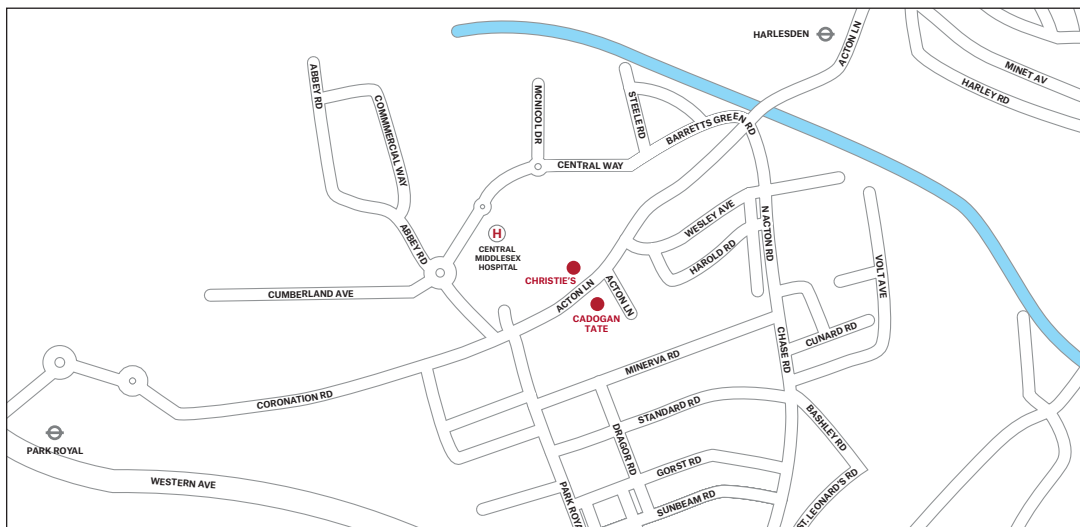 HARLESDEN
ACTON LN
MINET AV
HARLEY RD
ABBEY RD
COMMMERCIAL WAY
MCNICOL DR
STEELE RD
BARRETTS GREEN RD
CENTRAL WAY
ABBEY RD
H
CENTRAL
MIDDLESEX
HOSPITAL
WESLEY AVE
HAROLD RD
N ACTON RD
VOLT AVE
CHRISTIE'S
CUMBERLAND AVE
ACTON LN
ACTON LN
CADOGAN
TATE
CUNARD RD
CHASE RD
MINERVA RD
CORONATION RD
STANDARD RD
BASHLEY RD
DRAGOR RD
PARK ROYAL
GORST RD
WESTERN AVE
SUNBEAM RD
PARK ROYA
ST. LEONARD'S RD